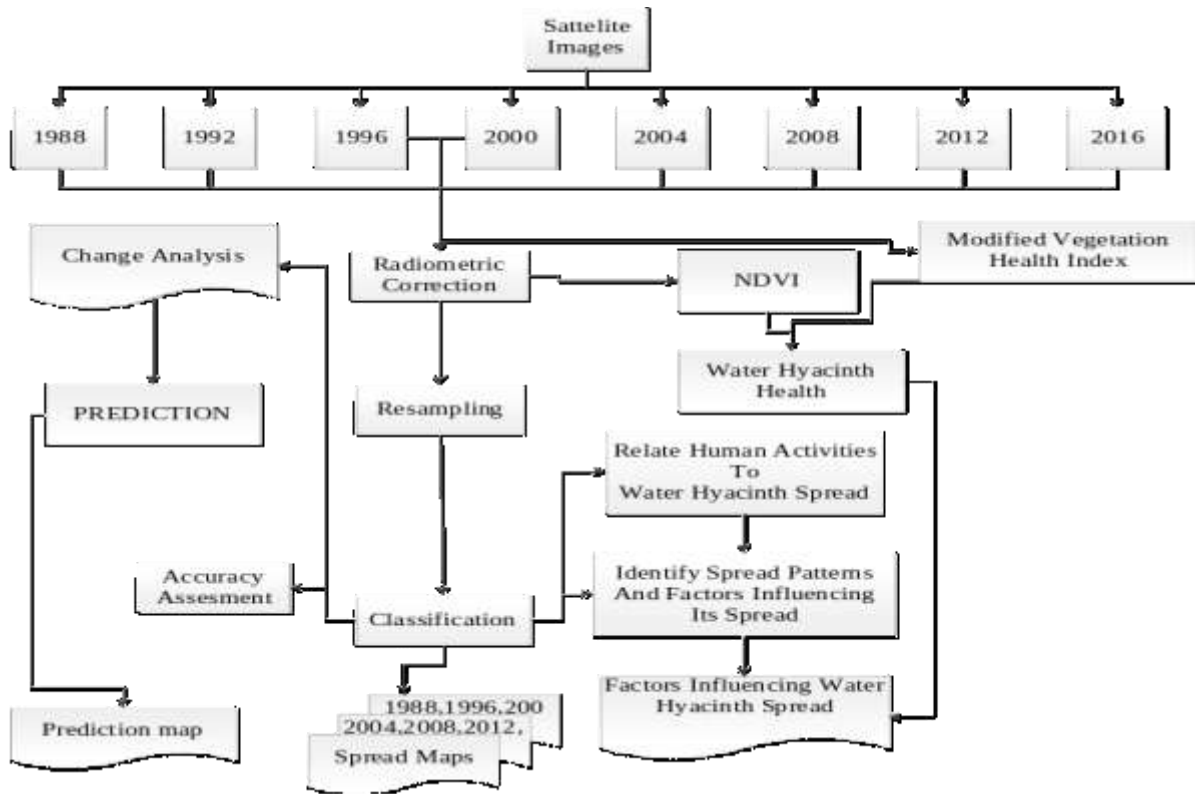 Sattelite
Images
1988
1992
1996
2000
2004
2008
2012
2016
Change Analysis
Radiometric
Correction
NDVI
Modified Vegetation
Health Index
Water Hyacinth
Health
PREDICTION
Resampling
Relate Human Activities
To
Water Hyacinth Spread
Accuracy
Assesment
Classification
Identify Spread Patterns
And Factors Influencing
Its Spread
Prediction map
1988,1996,200
2004,2008,2012,
Spread Maps
Factors Influencing Water
Hyacinth Spread